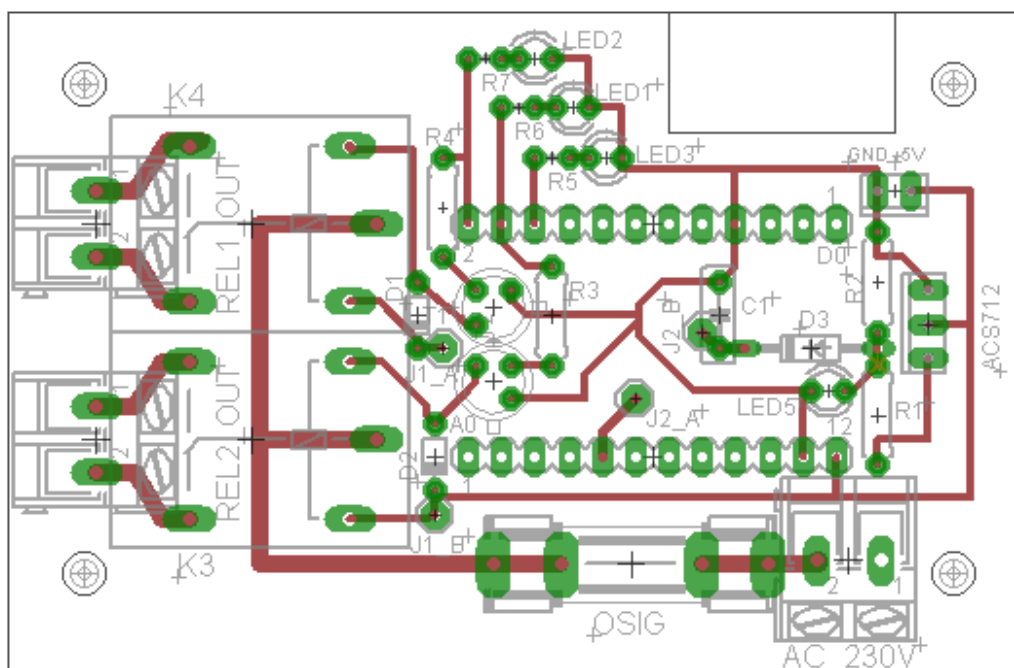 LED2
K4
R7
LED1
R6
R4
LED3
GND
5V
R5
1
OUT
1
2
2
REL1
D0
D1
R3
R2
J2_B
C1
D3
ACS712
J1_A
1
OUT
LED5
R1
A0
J2_A
12
2
REL2
D2
1
J1_B
K3
2
1
OSIG
AC 230V